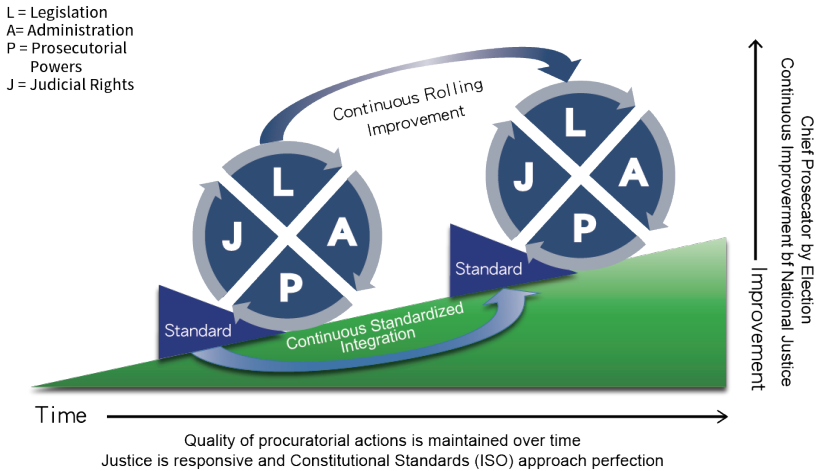 L = Legislation
A= Administration
P = Prosecutorial
Powers
J = Judicial Rights
Continuous Rolling
Improvement
L
J
A
P
L
J
A
P
Standard
Standard
Continuous Standardized
Integration
Improvement
Continuous Improverment bf National Justice
Chief Prosecator by Election
Time
Quality of procuratorial actions is maintained over time
Justice is responsive and Constitutional Standards (ISO) approach perfection